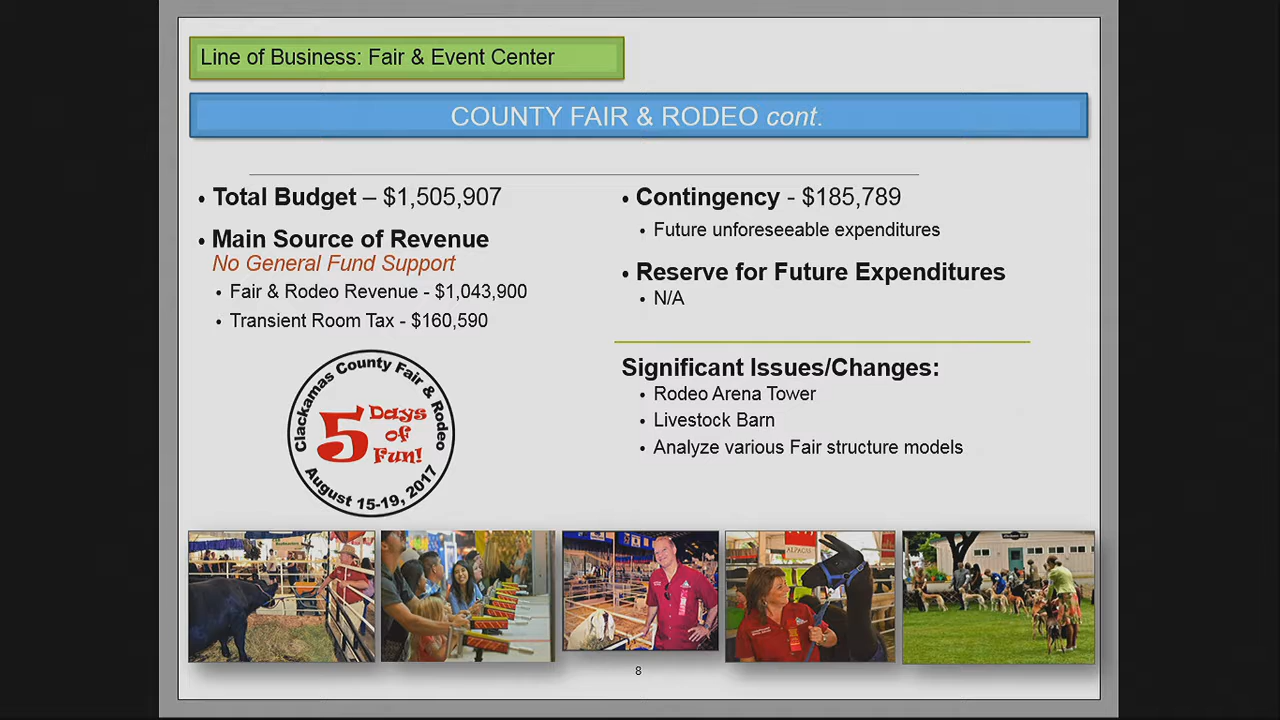 Line of Business: Fair & Event Center
COUNTY FAIR & RODEO cont.
• Total Budget – $1,505,907
• Main Source of Revenue
No General Fund Support
• Fair & Rodeo Revenue - $1,043,900
• Transient Room Tax - $160,590
Clackamas County Fair & Rodeo
5 Days
of
Fun!
August 15-19, 2017
• Contingency - $185,789
• Future unforeseeable expenditures
• Reserve for Future Expenditures
• N/A
Significant Issues/Changes:
• Rodeo Arena Tower
• Livestock Barn
• Analyze various Fair structure models
ALPACA
8